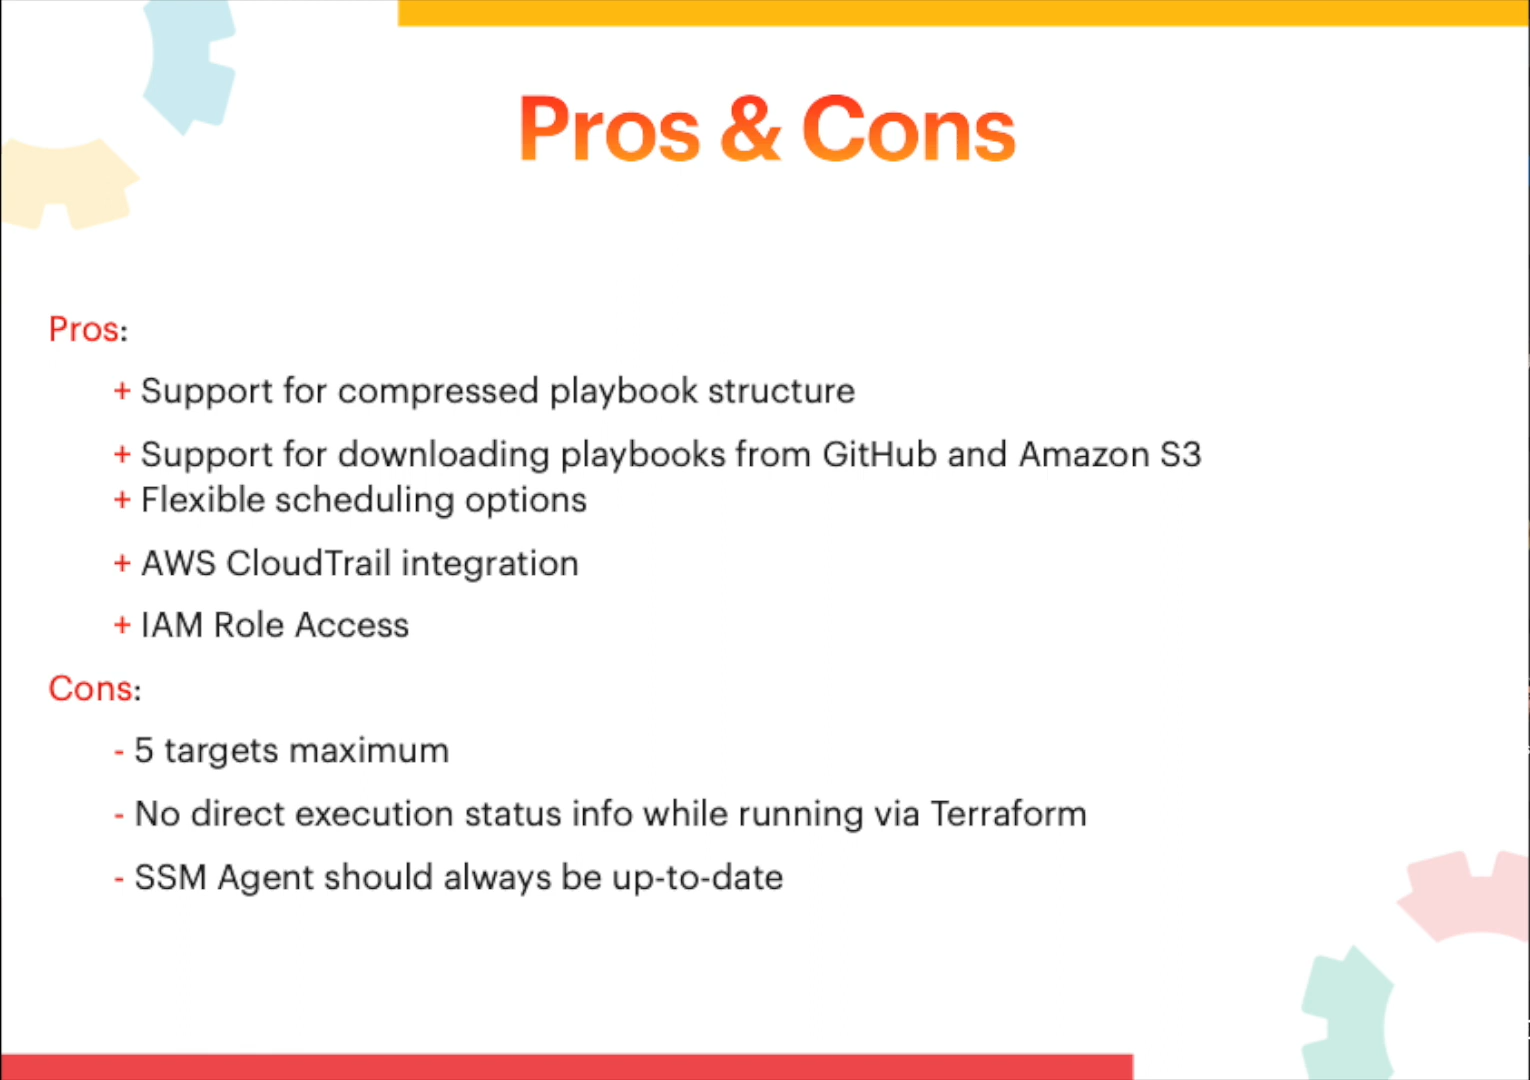 Pros & Cons
Pros:
+ Support for compressed playbook structure
+ Support for downloading playbooks from GitHub and Amazon S3
+ Flexible scheduling options
+ AWS CloudTrail integration
+ IAM Role Access
Cons:
- 5 targets maximum
- No direct execution status info while running via Terraform
- SSM Agent should always be up-to-date